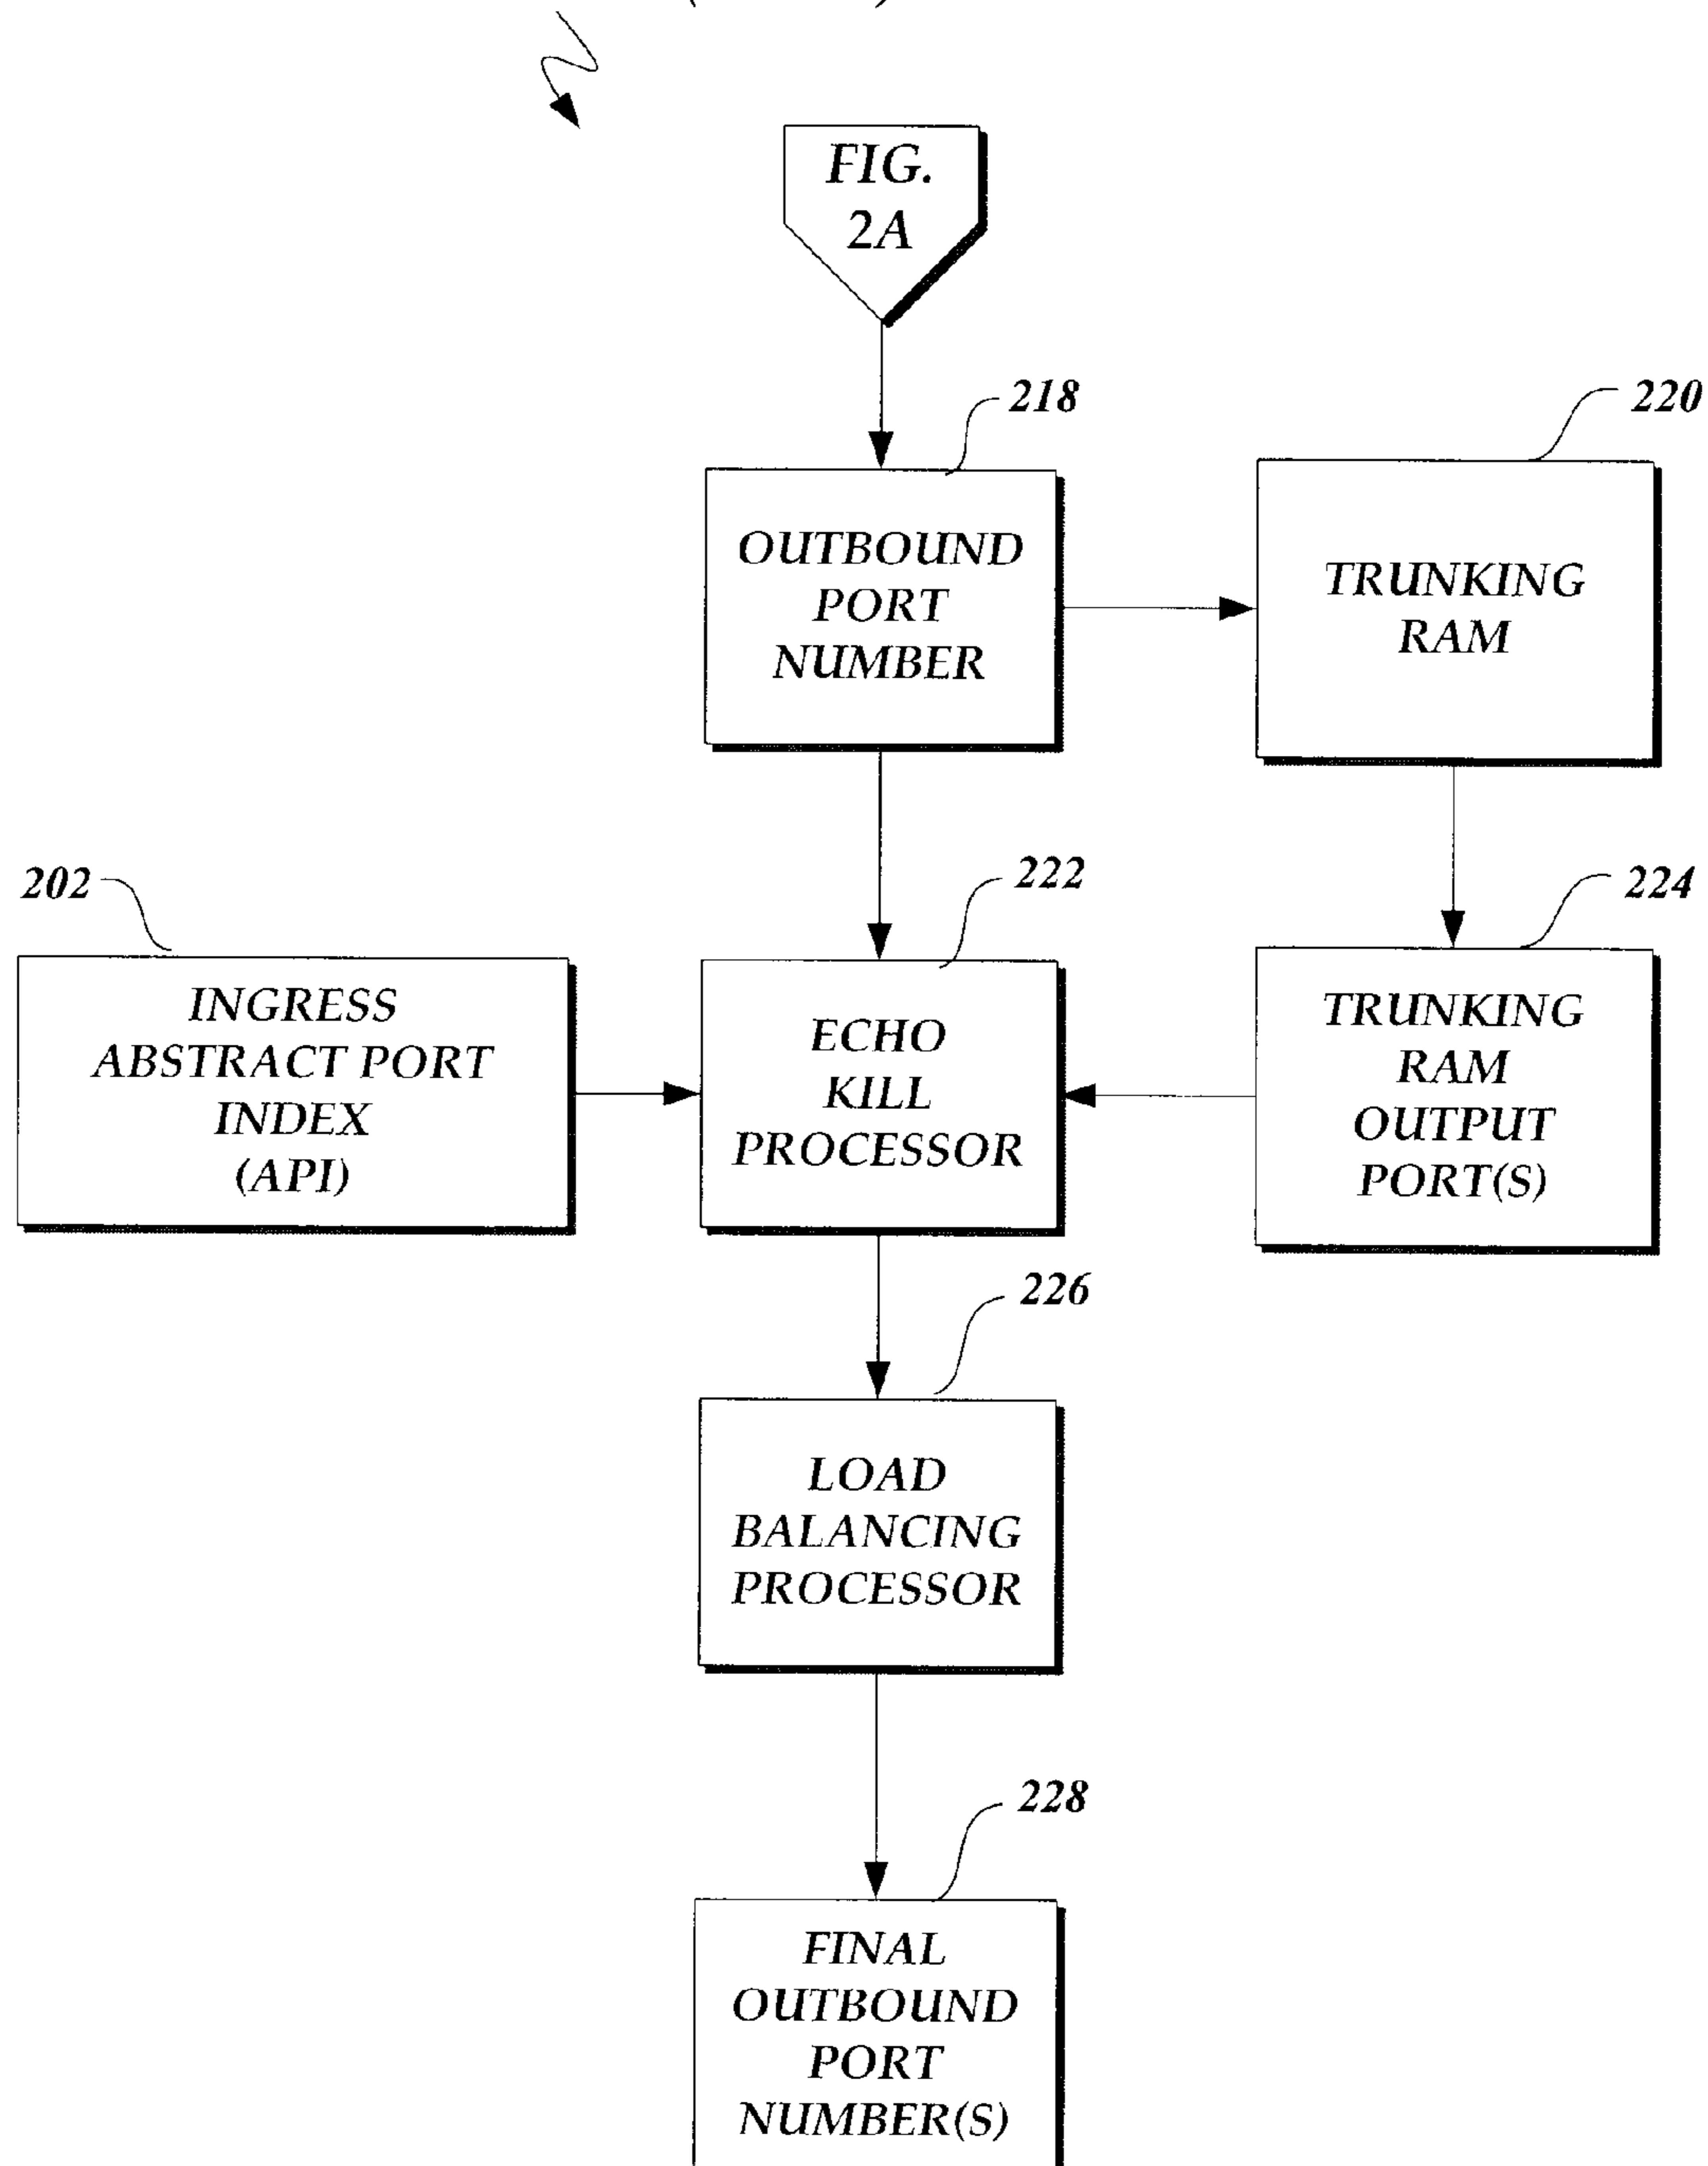 FIG.
2A
218
220
OUTBOUND
PORT
NUMBER
TRUNKING
RAM
202
222
224
INGRESS
ABSTRACT PORT
INDEX
(API)
ECHO
KILL
PROCESSOR
TRUNKING
RAM
OUTPUT
PORT(S)
226
LOAD
BALANCING
PROCESSOR
228
FINAL
OUTBOUND
PORT
NUMBER(S)